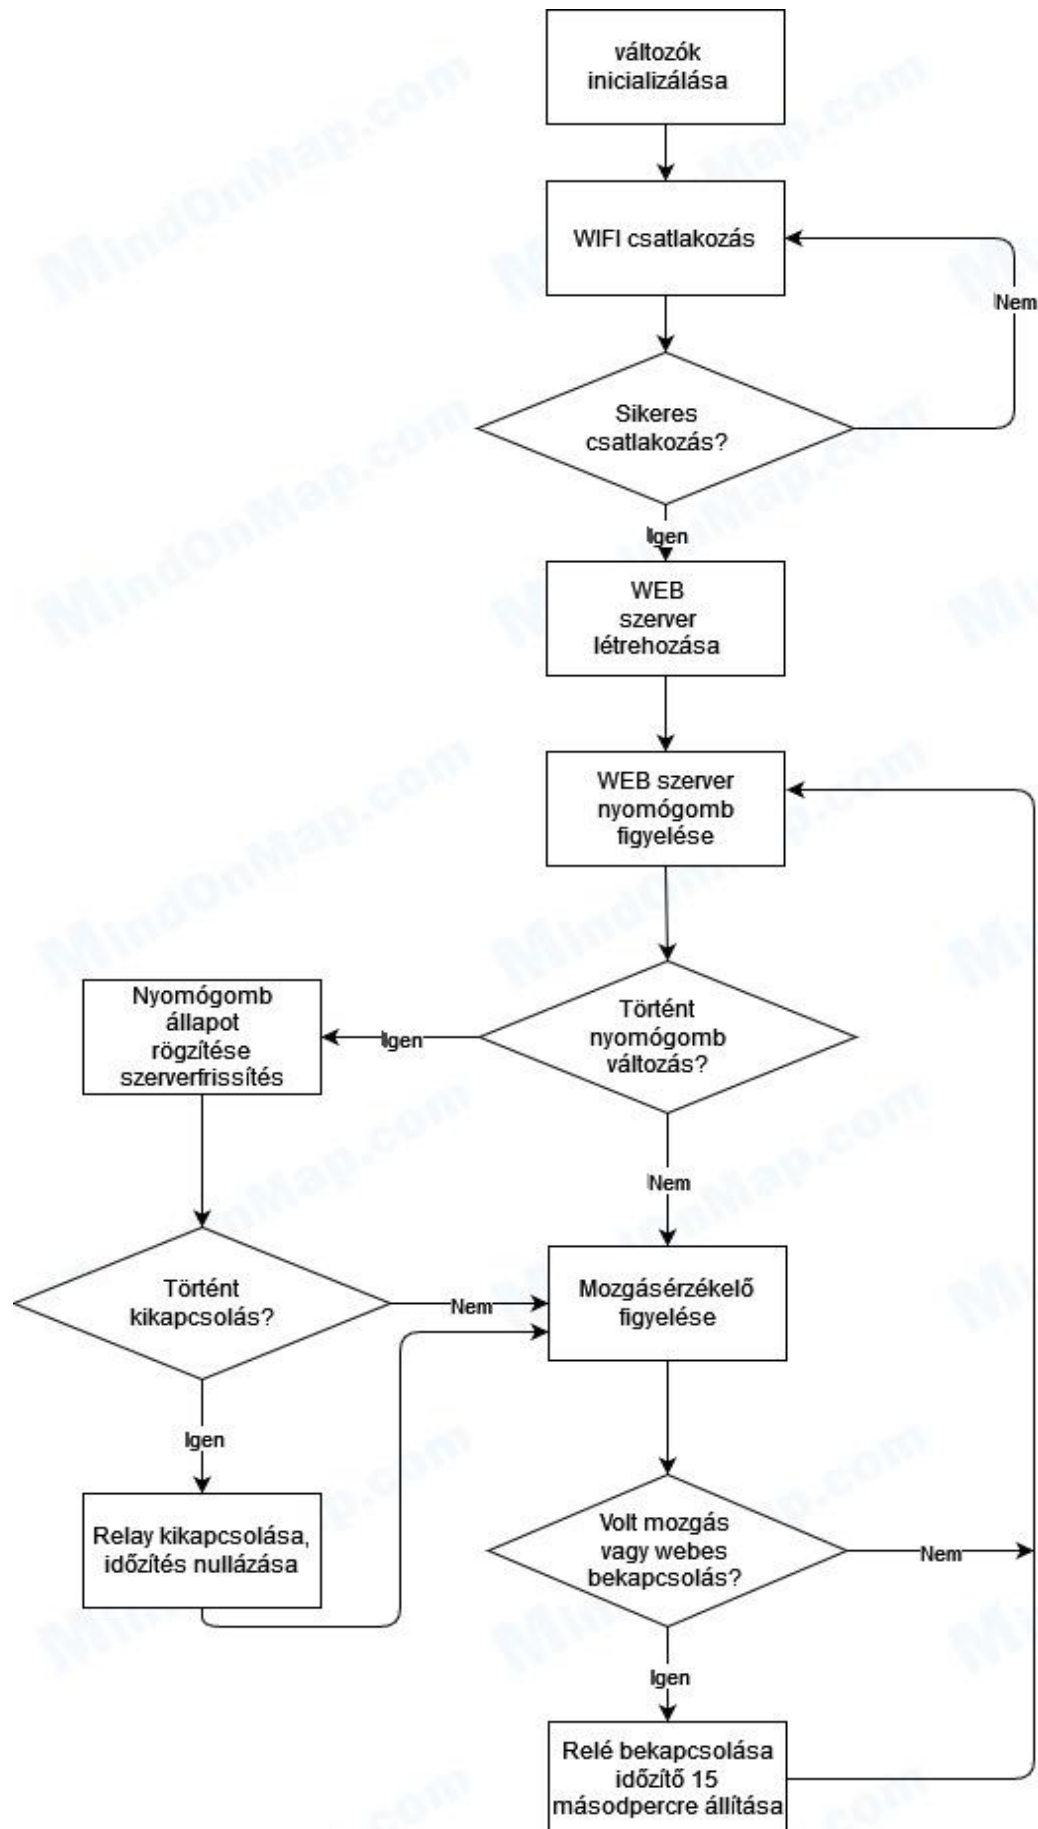 változók
inicializálása
WIFI csatlakozás
Nem
Sikeres
csatlakozás?
Igen
WEB
szerver
létrehozása
WEB szerver
nyomógomb
figyelése
Történt
nyomógomb
változás?
Igen
Nyomógomb
állapot
rögzítése
szerverfrissítés
Nem
Történt
kikapcsolás?
Nem
Mozgásérzékelő
figyelése
Igen
Relay kikapcsolása,
időzítés nullázása
Volt mozgás
vagy webes
bekapcsolás?
Nem
Igen
Relé bekapcsolása
időzítő 15
másodpercre állítása
MindOnMap.com